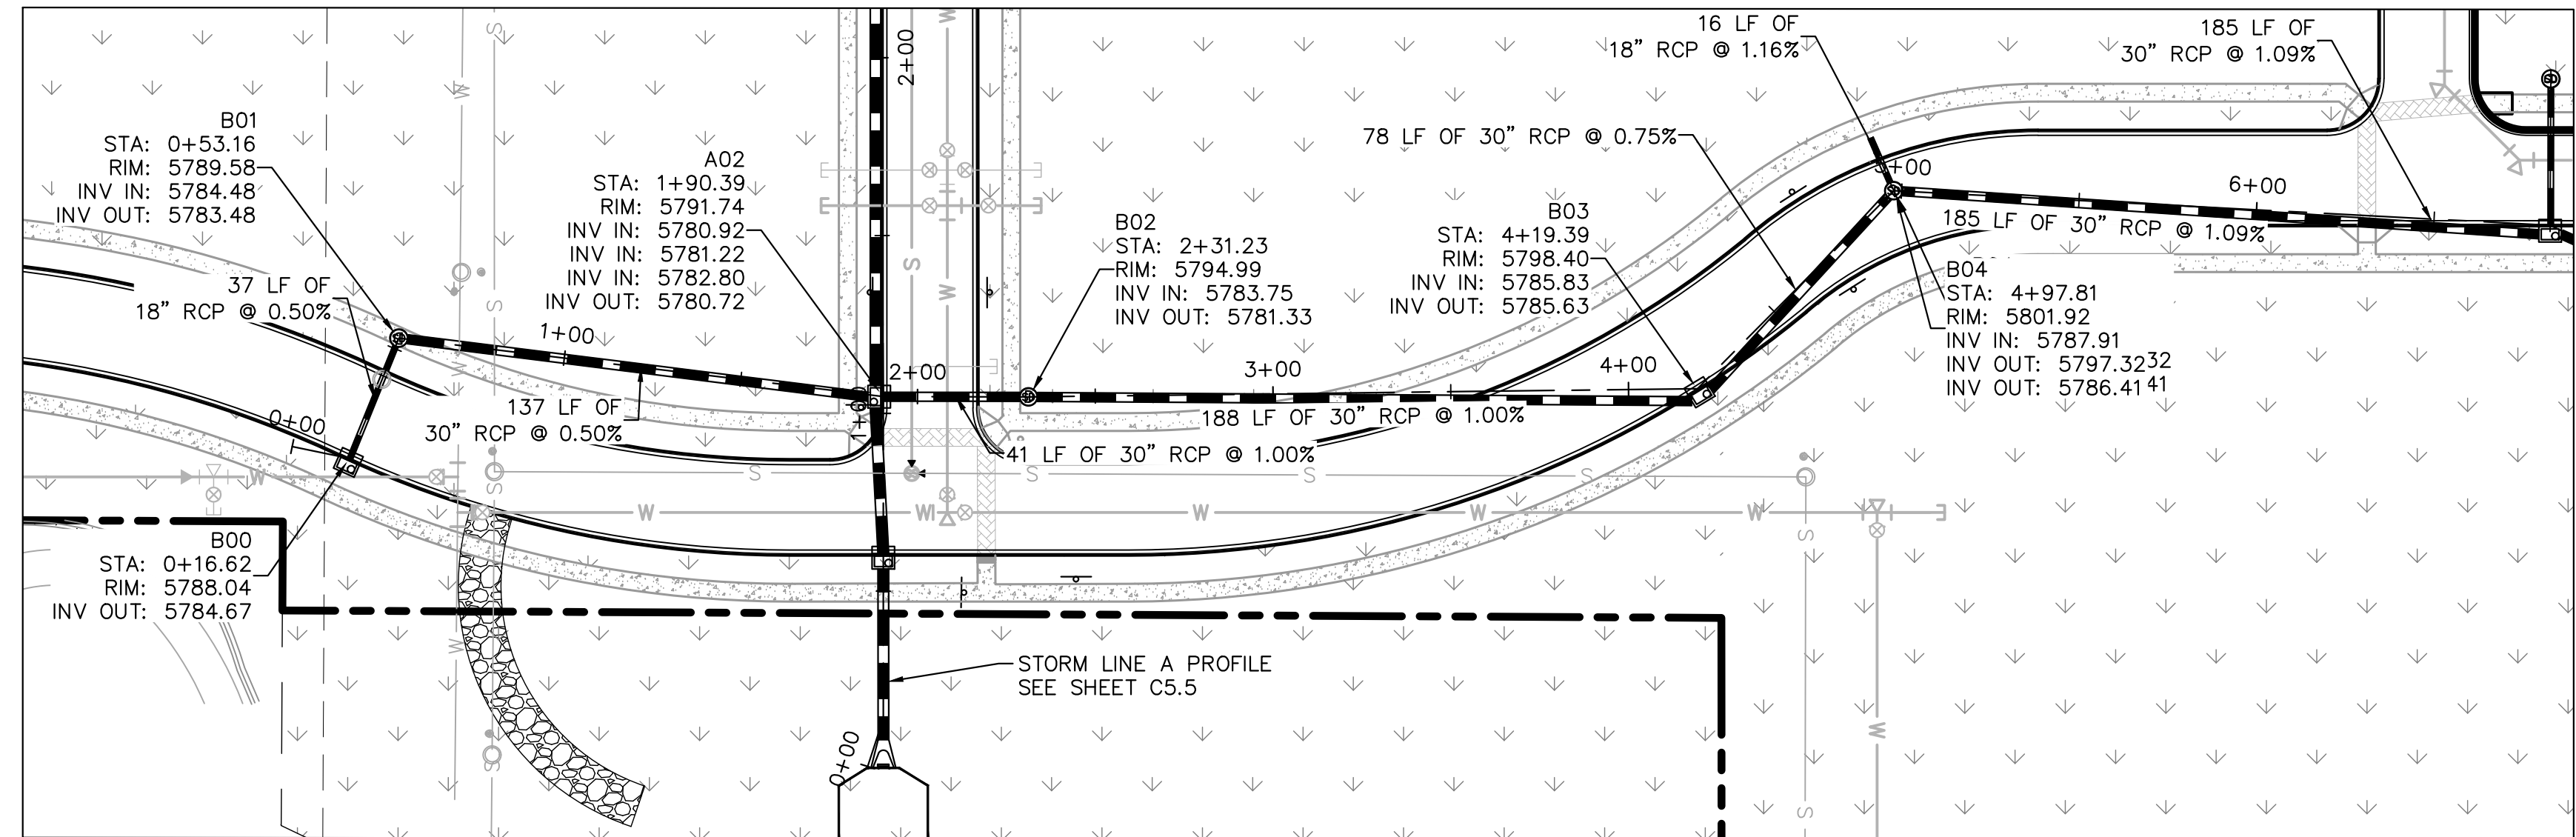 16 LF OF
18" RCP @ 1.16%
185 LF OF
30" RCP @ 1.09%
2+00
B01
STA: 0+53.16
RIM: 5789.58
INV IN: 5784.48
INV OUT: 5783.48
A02
STA: 1+90.39
RIM: 5791.74
INV IN: 5780.92
INV IN: 5781.22
INV IN: 5782.80
INV OUT: 5780.72
78 LF OF 30" RCP @ 0.75%
B02
STA: 2+31.23
RIM: 5794.99
INV IN: 5783.75
INV OUT: 5781.33
B03
STA: 4+19.39
RIM: 5798.40
INV IN: 5785.83
INV OUT: 5785.63
+00
6+00
185 LF OF 30" RCP @ 1.09%
B04
STA: 4+97.81
RIM: 5801.92
INV IN: 5787.91
INV OUT: 5797.3232
INV OUT: 5786.4141
37 LF OF
18" RCP @ 0.50%
1+00
2+00
3+00
4+00
0+00
137 LF OF
30" RCP @ 0.50%
188 LF OF 30" RCP @ 1.00%
41 LF OF 30" RCP @ 1.00%
S
S
S
S
S
S
S
S
S
S
S
W
W
W
W
W
W
W
W
W
W
W
B00
STA: 0+16.62
RIM: 5788.04
INV OUT: 5784.67
STORM LINE A PROFILE
SEE SHEET C5.5
0+00